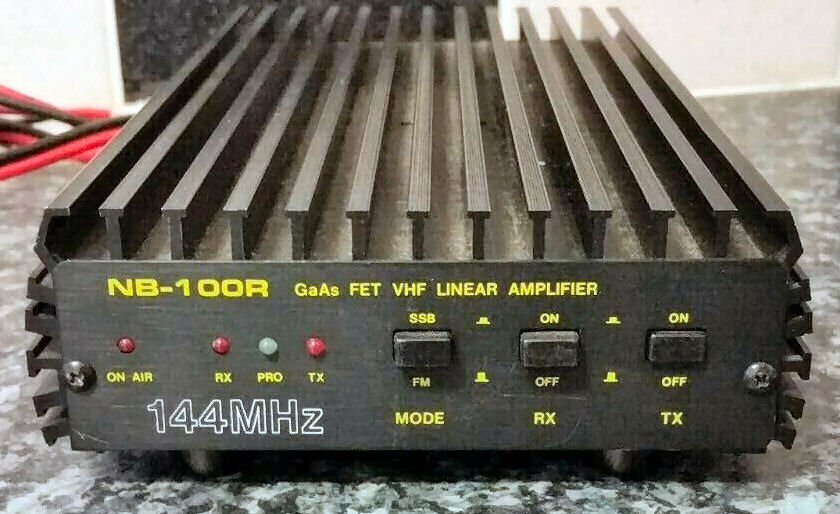 NB-100R GaAs FET VHF LINEAR AMPLIFIER
SSB ON ON
ON AIR RX PRO TX FM OFF OFF
144MHz MODE RX TX